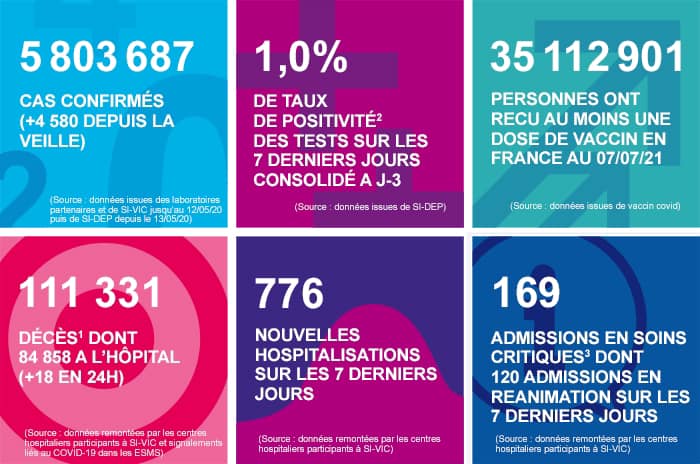 5 803 687
CAS CONFIRMÉS
(+4 580 DEPUIS LA
VEILLE)
(Source : données issues des laboratoires
partenaires et de SI-VIC jusqu'au 12/05/20
puis de SI-DEP depuis le 13/05/20)
1,0%
DE TAUX
DE POSITIVITÉ2
DES TESTS SUR LES
7 DERNIERS JOURS
CONSOLIDÉ A J-3
(Source : données issues de SI-DEP)
35 112 901
PERSONNES ONT
RECU AU MOINS UNE
DOSE DE VACCIN EN
FRANCE AU 07/07/21
(Source : données issues de vaccin covid)
111 331
DÉCÈS1 DONT
84 858 A L'HÔPITAL
(+18 EN 24H)
(Source : données remontées par les centres
hospitaliers participants à SI-VIC et signalements
liés au COVID-19 dans les ESMS)
776
NOUVELLES
HOSPITALISATIONS
SUR LES 7 DERNIERS
JOURS
(Source : données remontées par les centres
hospitaliers participants à SI-VIC)
169
ADMISSIONS EN SOINS
CRITIQUES3 DONT
120 ADMISSIONS EN
REANIMATION SUR LES
7 DERNIERS JOURS
(Source : données remontées par les centres
hospitaliers participants à SI-VIC)